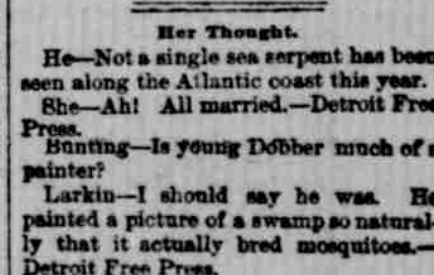 Her Thought.
He—Not a single sea serpent has been
seen along the Atlantic coast this year.
She—Ah! All married.—Detroit Free
Press.
Bunting—Is young Dobber much of a
painter?
Larkin—I should say he was. He
painted a picture of a swamp so natural-
ly that it actually bred mosquitoes.—
Detroit Free Press.